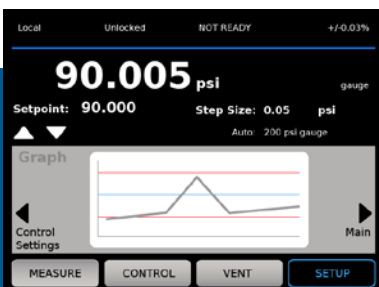 Local Unlocked NOT READY +/-0.03%
90.005 psi gauge
Setpoint: 90.000 Step Size: 0.05 psi
Auto: 200 psi gauge
Graph
Control Main
Settings
MEASURE CONTROL VENT SETUP